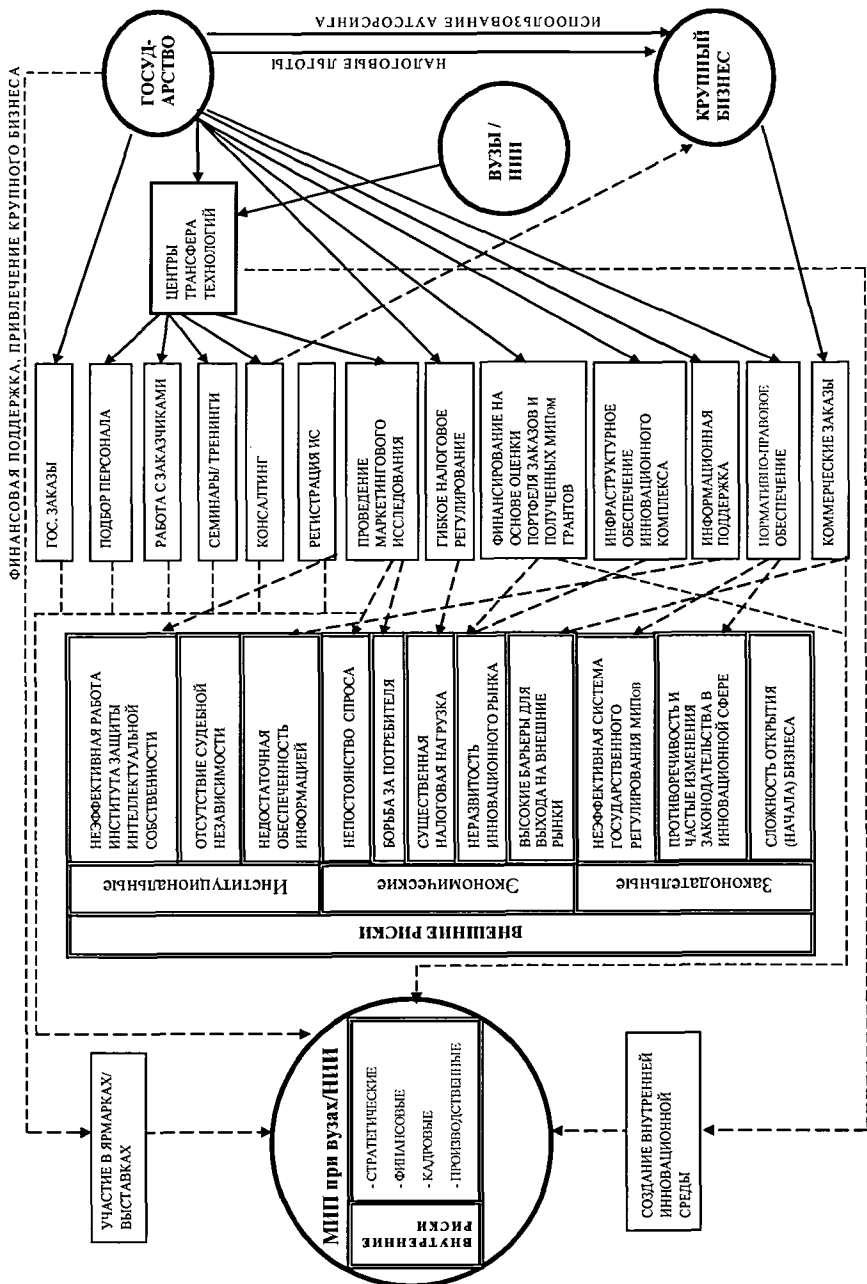 ФИНАНСОВАЯ ПОДДЕРЖКА, ПРИВЛЕЧЕНИЕ КРУПНОГО БИЗНЕСА
УЧАСТИЕ В ЯРМАРКАХ/
ВЫСТАВКАХ
МИП при вузах/НИИ
ВНУТРЕННИЕ
РИСКИ
- СТРАТЕГИЧЕСКИЕ
- ФИНАНСОВЫЕ
- КАДРОВЫЕ
- ПРОИЗВОДСТВЕННЫЕ
СОЗДАНИЕ ВНУТРЕННЕЙ
ИННОВАЦИОННОЙ
СРЕДЫ
ВНЕШНИЕ РИСКИ
Институциональные
НЕЭФФЕКТИВНАЯ РАБОТА
ИНСТИТУТА ЗАЩИТЫ
ИНТЕЛЛЕКТУАЛЬНОЙ
СОБСТВЕННОСТИ
ОТСУТСТВИЕ СУДЕБНОЙ
НЕЗАВИСИМОСТИ
НЕДОСТАТОЧНАЯ
ОБЕСПЕЧЕННОСТЬ
ИНФОРМАЦИЕЙ
Экономические
НЕПОСТОЯНСТВО СПРОСА
БОРЬБА ЗА ПОТРЕБИТЕЛЯ
СУЩЕСТВЕННАЯ
НАЛОГОВАЯ НАГРУЗКА
НЕРАЗВИТОСТЬ
ИННОВАЦИОННОГО РЫНКА
ВЫСОКИЕ БАРЬЕРЫ ДЛЯ
ВЫХОДА НА ВНЕШНИЕ
РЫНКИ
Законодательные
НЕЭФФЕКТИВНАЯ СИСТЕМА
ГОСУДАРСТВЕННОГО
РЕГУЛИРОВАНИЯ МИПов
ПРОТИВОРЕЧИВОСТЬ И
ЧАСТЫЕ ИЗМЕНЕНИЯ
ЗАКОНОДАТЕЛЬСТВА В
ИННОВАЦИОННОЙ СФЕРЕ
СЛОЖНОСТЬ ОТКРЫТИЯ
(НАЧАЛА) БИЗНЕСА
ГОС. ЗАКАЗЫ
ПОДБОР ПЕРСОНАЛА
РАБОТА С ЗАКАЗЧИКАМИ
СЕМИНАРЫ/ ТРЕНИНГИ
КОНСАЛТИНГ
РЕГИСТРАЦИЯ ИС
ПРОВЕДЕНИЕ
МАРКЕТИНГОВОГО
ИССЛЕДОВАНИЯ
ГИБКОЕ НАЛОГОВОЕ
РЕГУЛИРОВАНИЕ
ФИНАНСИРОВАНИЕ НА
ОСНОВЕ ОЦЕНКИ
ПОРТФЕЛЯ ЗАКАЗОВ И
ПОЛУЧЕННЫХ МИПом
ГРАНТОВ
ИНФРАСТРУКТУРНОЕ
ОБЕСПЕЧЕНИЕ
ИННОВАЦИОННОГО
КОМПЛЕКСА
ИНФОРМАЦИОННАЯ
ПОДДЕРЖКА
НОРМАТИВНО-ПРАВОВОЕ
ОБЕСПЕЧЕНИЕ
КОММЕРЧЕСКИЕ ЗАКАЗЫ
ЦЕНТРЫ
ТРАНСФЕРА
ТЕХНОЛОГИЙ
ГОСУД-
АРСТВО
ВУЗЫ /
НИИ
КРУПНЫЙ
БИЗНЕС
НАЛОГОВЫЕ ЛЬГОТЫ
ИСПОЛЬЗОВАНИЕ АУТСОРСИНГА